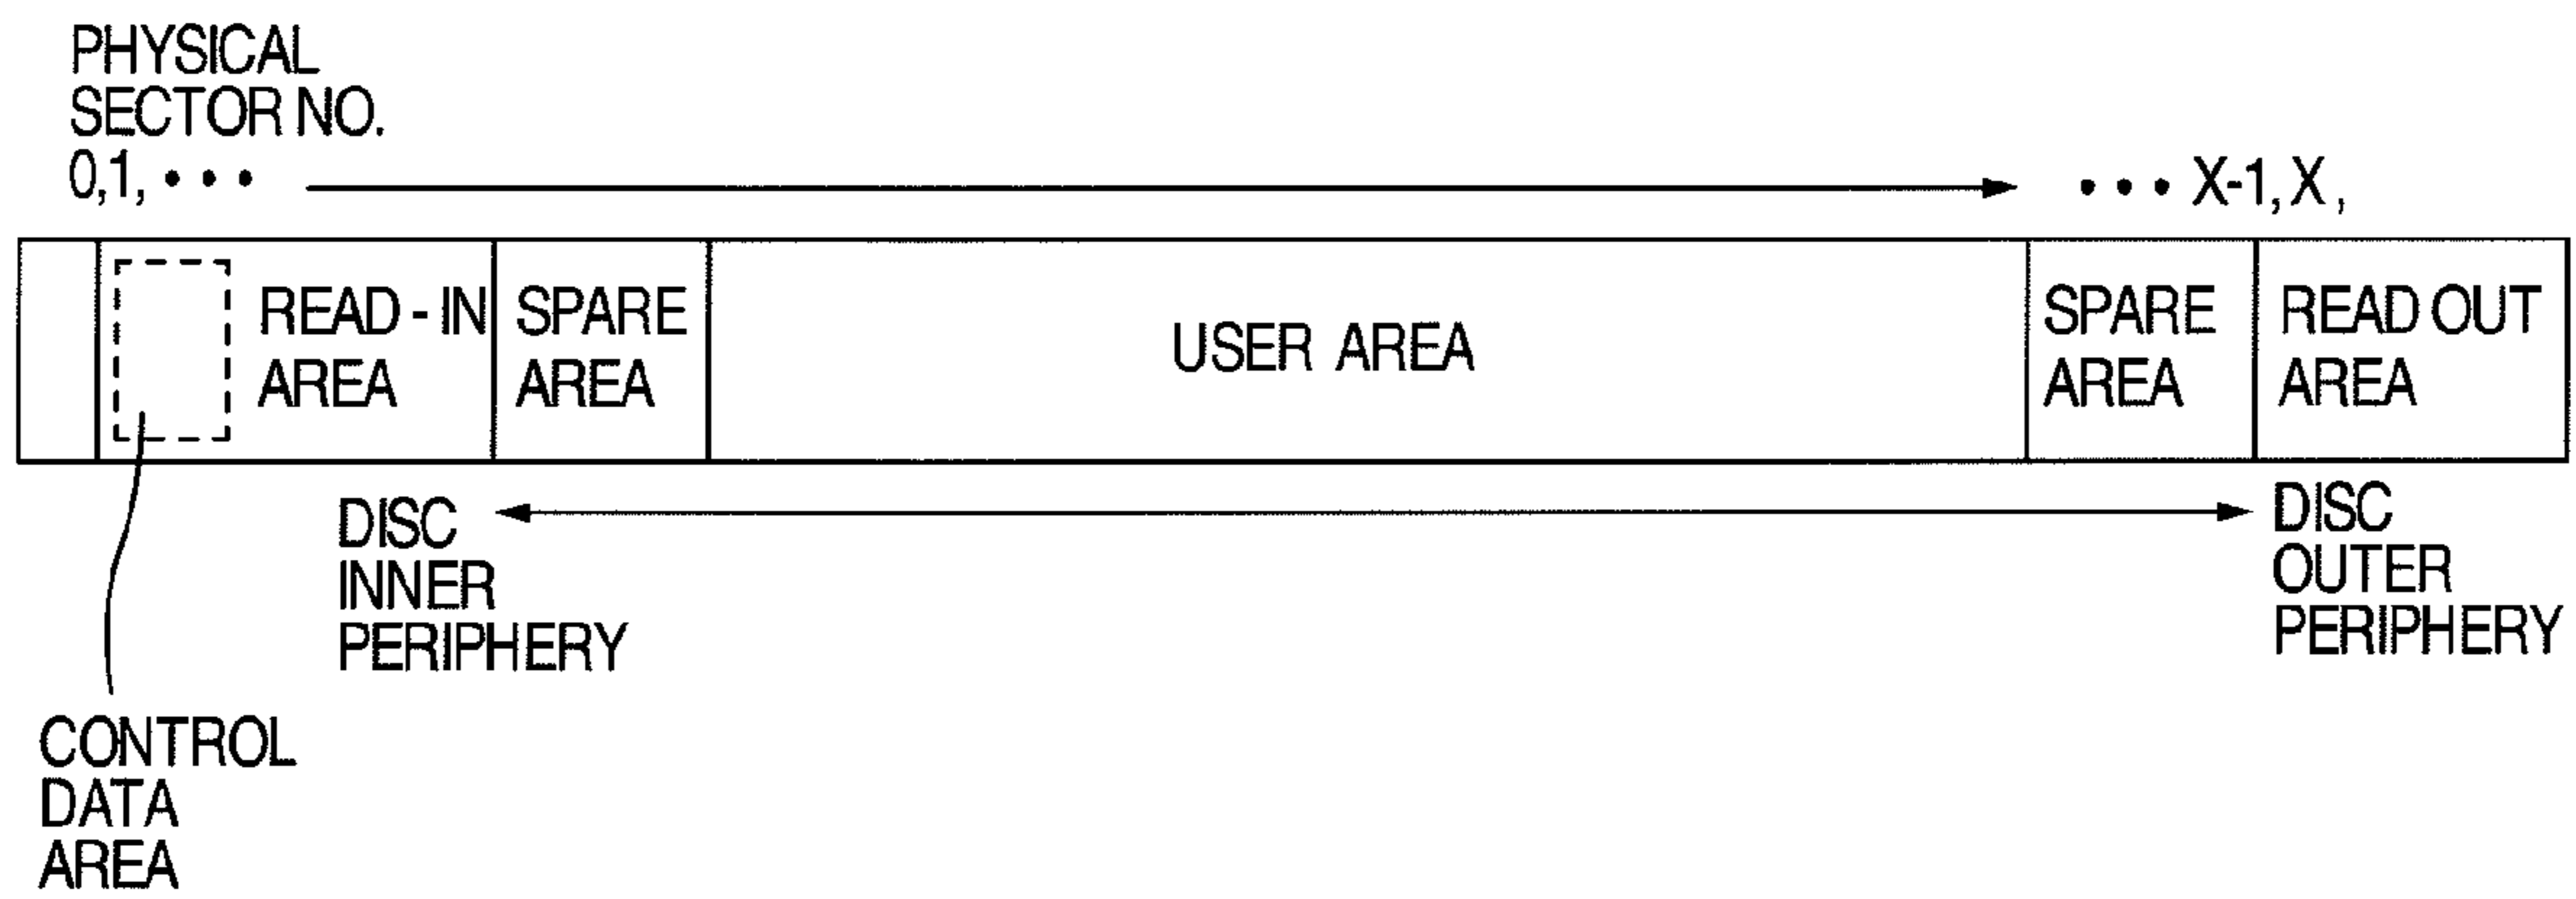 PHYSICAL
SECTOR NO.
0,1, • • •
• • • X-1, X ,
READ - IN
AREA
SPARE
AREA
USER AREA
SPARE
AREA
READ OUT
AREA
DISC
INNER
PERIPHERY
DISC
OUTER
PERIPHERY
CONTROL
DATA
AREA